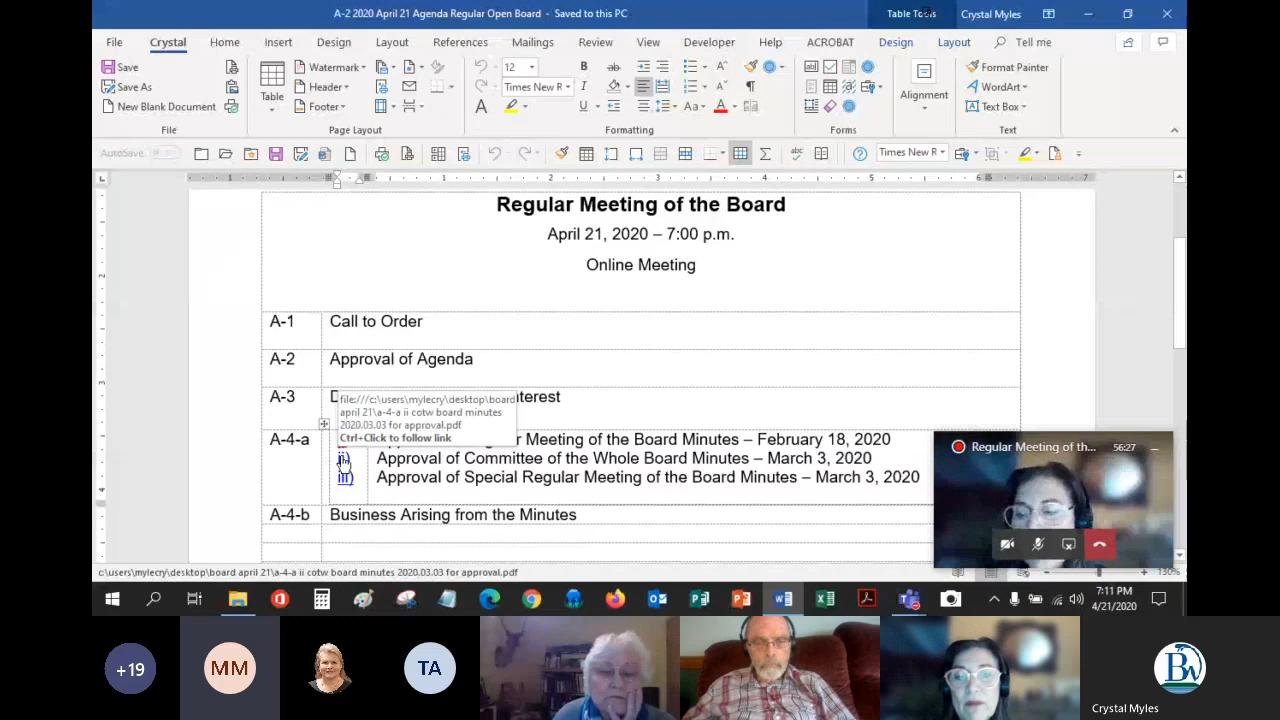 A-2 2020 April 21 Agenda Regular Open Board - Saved to this PC
Table Tools
Crystal Myles
File Crystal Home Insert Design Layout References Mailings Review View Developer Help ACROBAT Design Layout Tell me
Save
Save As
New Blank Document
File
Table
Watermark
Header
Footer
Page Layout
12
Times New R
Formatting
Forms
Alignment
Format Painter
WordArt
Text Box
Text
AutoSave
Times New R
Regular Meeting of the Board
April 21, 2020 – 7:00 p.m.
Online Meeting
A-1 Call to Order
A-2 Approval of Agenda
A-3 D nterest
file:///c:\users\mylecry\desktop\board
april 21\a-4-a ii cotw board minutes
2020.03.03 for approval.pdf
Ctrl+Click to follow link
A-4-a r Meeting of the Board Minutes – February 18, 2020
ii) Approval of Committee of the Whole Board Minutes – March 3, 2020
iii) Approval of Special Regular Meeting of the Board Minutes – March 3, 2020
A-4-b Business Arising from the Minutes
Regular Meeting of th... 56:27
c:\users\mylecry\desktop\board april 21\a-4-a ii cotw board minutes 2020.03.03 for approval.pdf
130%
7:11 PM
4/21/2020
+19
MM
TA
Bw
Crystal Myles